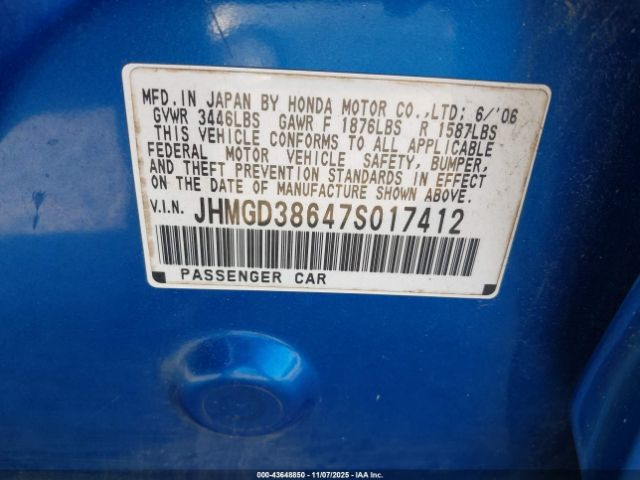 MFD. IN JAPAN BY HONDA MOTOR CO.,LTD; 6/'06
GVWR 3446LBS GAWR F 1876LBS R 1587LBS
THIS VEHICLE CONFORMS TO ALL APPLICABLE
FEDERAL MOTOR VEHICLE SAFETY, BUMPER,
AND THEFT PREVENTION STANDARDS IN EFFECT
ON THE DATE OF MANUFACTURE SHOWN ABOVE.
V.I.N. JHMGD38647S017412
PASSENGER CAR
000-43648850 - 11/07/2025 - IAA Inc.